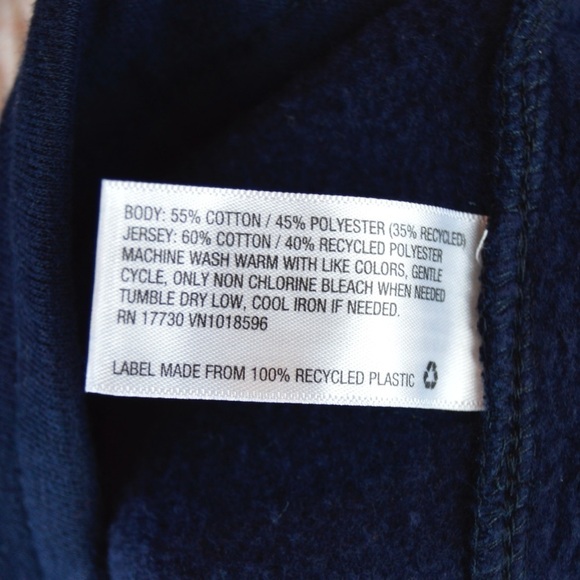 BODY: 55% COTTON / 45% POLYESTER (35% RECYCLED)
JERSEY: 60% COTTON / 40% RECYCLED POLYESTER
MACHINE WASH WARM WITH LIKE COLORS, GENTLE
CYCLE, ONLY NON CHLORINE BLEACH WHEN NEEDED
TUMBLE DRY LOW, COOL IRON IF NEEDED.
RN 17730 VN1018596
LABEL MADE FROM 100% RECYCLED PLASTIC